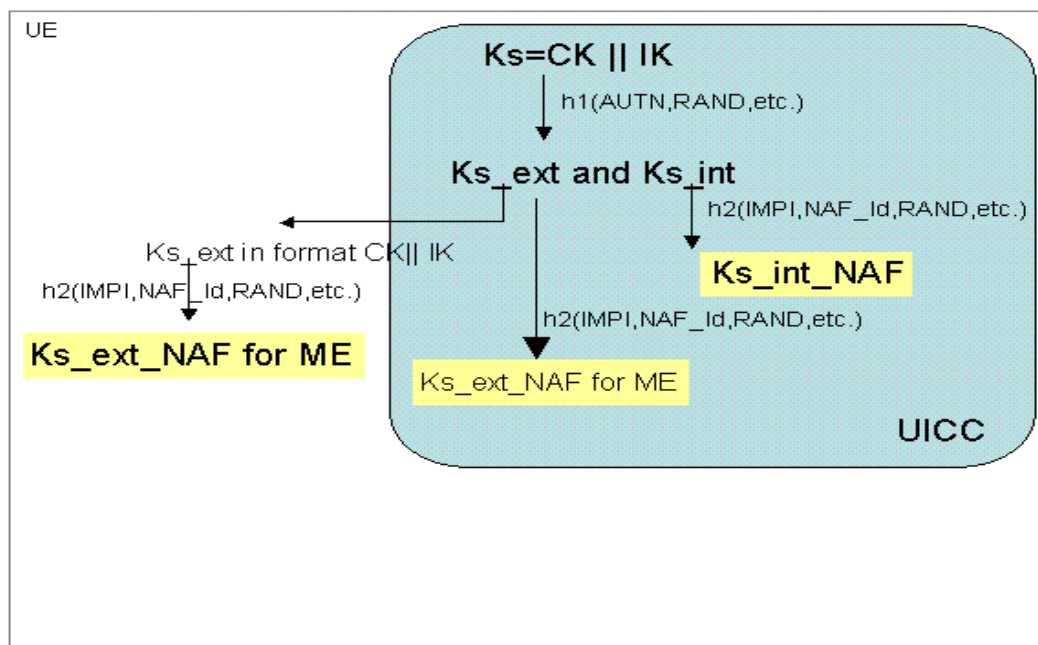 UE
Ks=CK || IK
h1(AUTN,RAND,etc.)
Ks_ext and Ks_int
h2(IMPI,NAF_Id,RAND,etc.)
Ks_ext in format CK|| IK
Ks_int_NAF
h2(IMPI,NAF_Id,RAND,etc.)
h2(IMPI,NAF_Id,RAND,etc.)
Ks_ext_NAF for ME
Ks_ext_NAF for ME
UICC